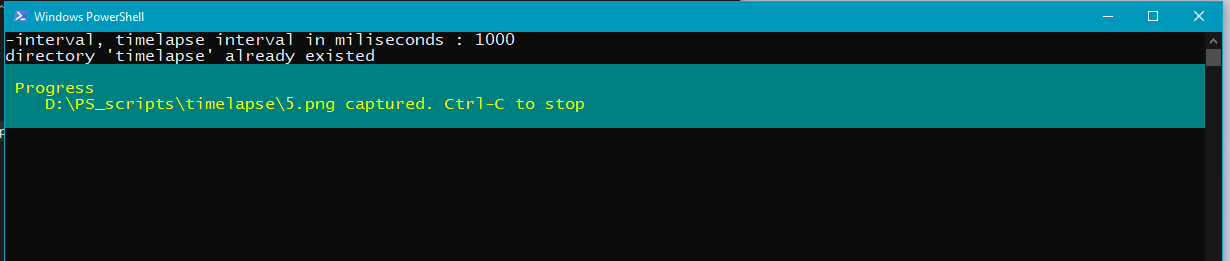 Windows PowerShell
-interval, timelapse interval in miliseconds : 1000
directory 'timelapse' already existed
Progress
D:\PS_scripts\timelapse\5.png captured. Ctrl-C to stop